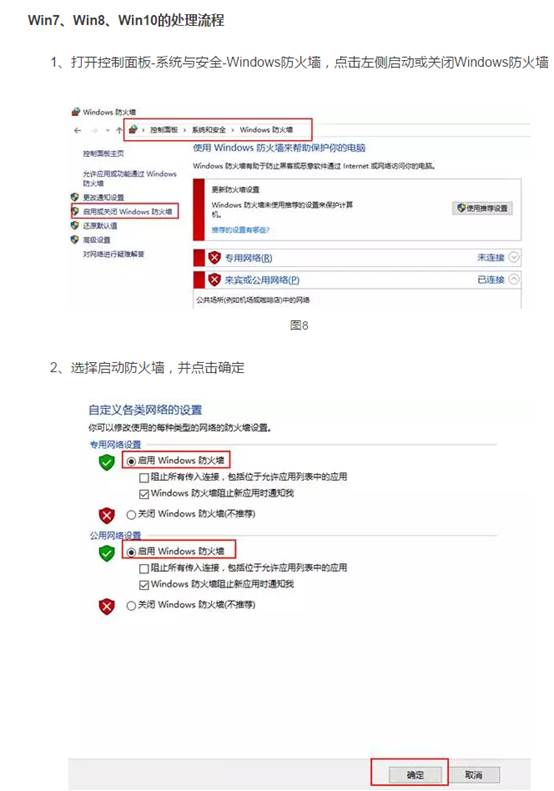 Win7、Win8、Win10的处理流程
1、打开控制面板-系统与安全-Windows防火墙，点击左侧启动或关闭Windows防火墙
Windows 防火墙
控制面板 › 系统和安全 › Windows 防火墙
控制面板主页
允许应用或功能通过 Windows
防火墙
更改通知设置
启用或关闭 Windows 防火墙
还原默认值
高级设置
对网络进行疑难解答
使用 Windows 防火墙来帮助保护你的电脑
Windows 防火墙有助于防止黑客或恶意软件通过 Internet 或网络访问你的电脑。
更新防火墙设置
Windows 防火墙未使用推荐的设置来保护计算
机。
推荐的设置有哪些?
使用推荐设置
专用网络(R) 未连接
来宾或公用网络(P) 已连接
公共场所(例如机场或咖啡店)中的网络
图8
2、选择启动防火墙，并点击确定
自定义各类网络的设置
你可以修改使用的每种类型的网络的防火墙设置。
专用网络设置
启用 Windows 防火墙
阻止所有传入连接，包括位于允许应用列表中的应用
Windows 防火墙阻止新应用时通知我
关闭 Windows 防火墙(不推荐)
公用网络设置
启用 Windows 防火墙
阻止所有传入连接，包括位于允许应用列表中的应用
Windows 防火墙阻止新应用时通知我
关闭 Windows 防火墙(不推荐)
确定 取消